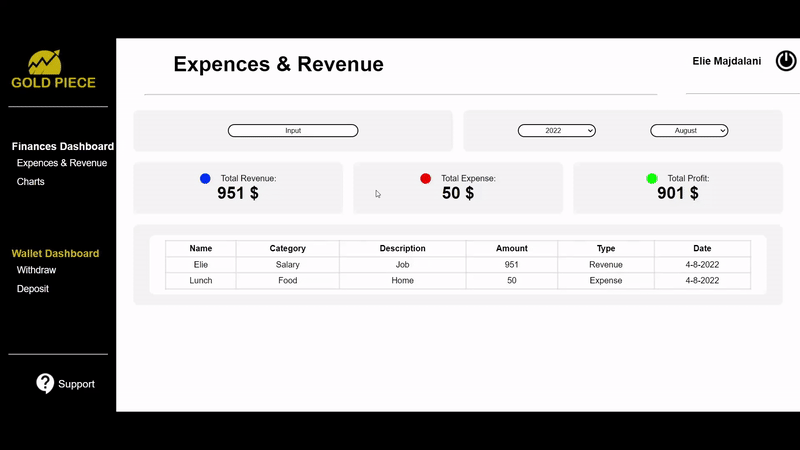 GOLD PIECE
Finances Dashboard
Expences & Revenue
Charts
Wallet Dashboard
Withdraw
Deposit
Support
Expences & Revenue
Elie Majdalani
Input
2022
August
Total Revenue:
951 $
Total Expense:
50 $
Total Profit:
901 $
Name Category Description Amount Type Date
Elie Salary Job 951 Revenue 4-8-2022
Lunch Food Home 50 Expense 4-8-2022